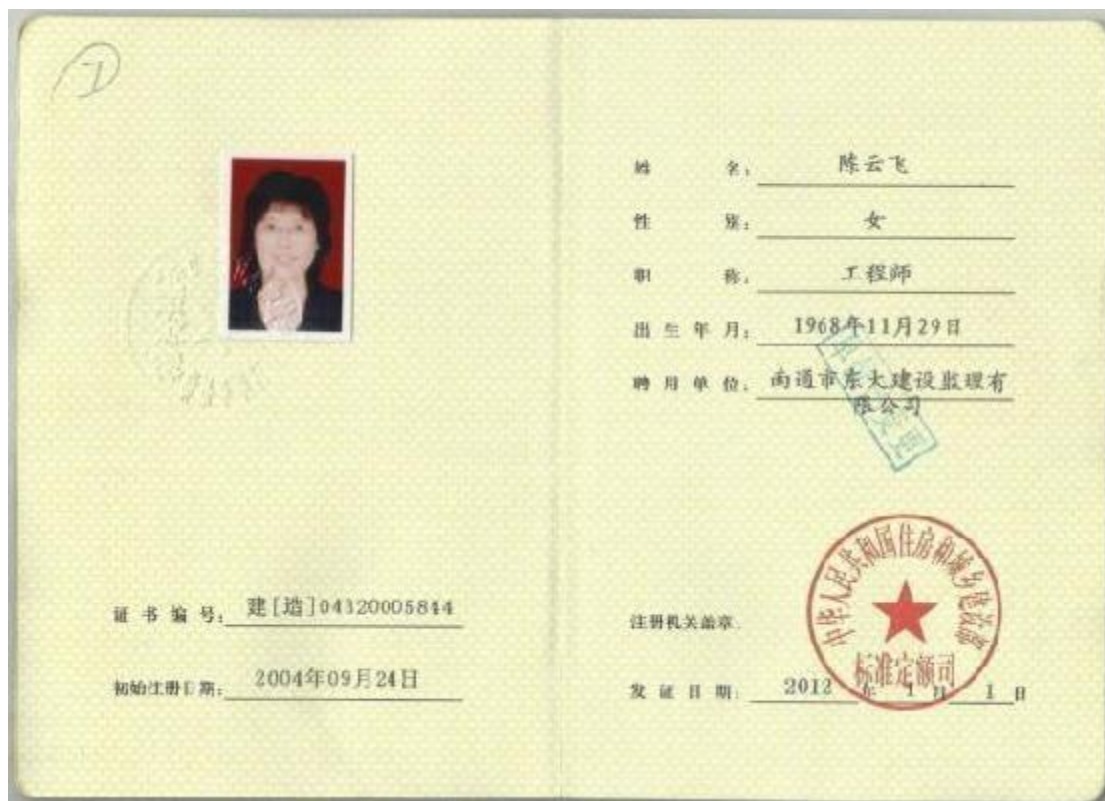 姓名：陈云飞
性别：女
职称：工程师
出生年月：1968年11月29日
聘用单位：南通市东大建设监理有
限公司
证书编号：建[造]04320005844
初始注册日期：2004年09月24日
注册机关盖章：
中华人民共和国住房和城乡建设部
标准定额司
发证日期：2012年1月1日